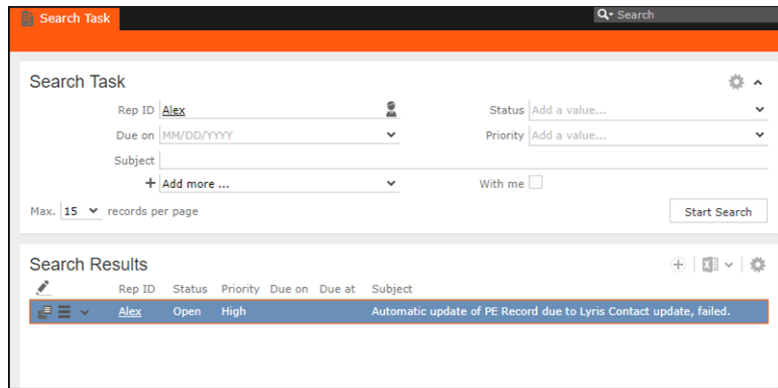 Search Task
Search
Search Task
Rep ID Alex Status Add a value...
Due on MM/DD/YYYY Priority Add a value...
Subject
+ Add more ... With me
Max. 15 records per page Start Search
Search Results
Rep ID Status Priority Due on Due at Subject
Alex Open High Automatic update of PE Record due to Lyris Contact update, failed.